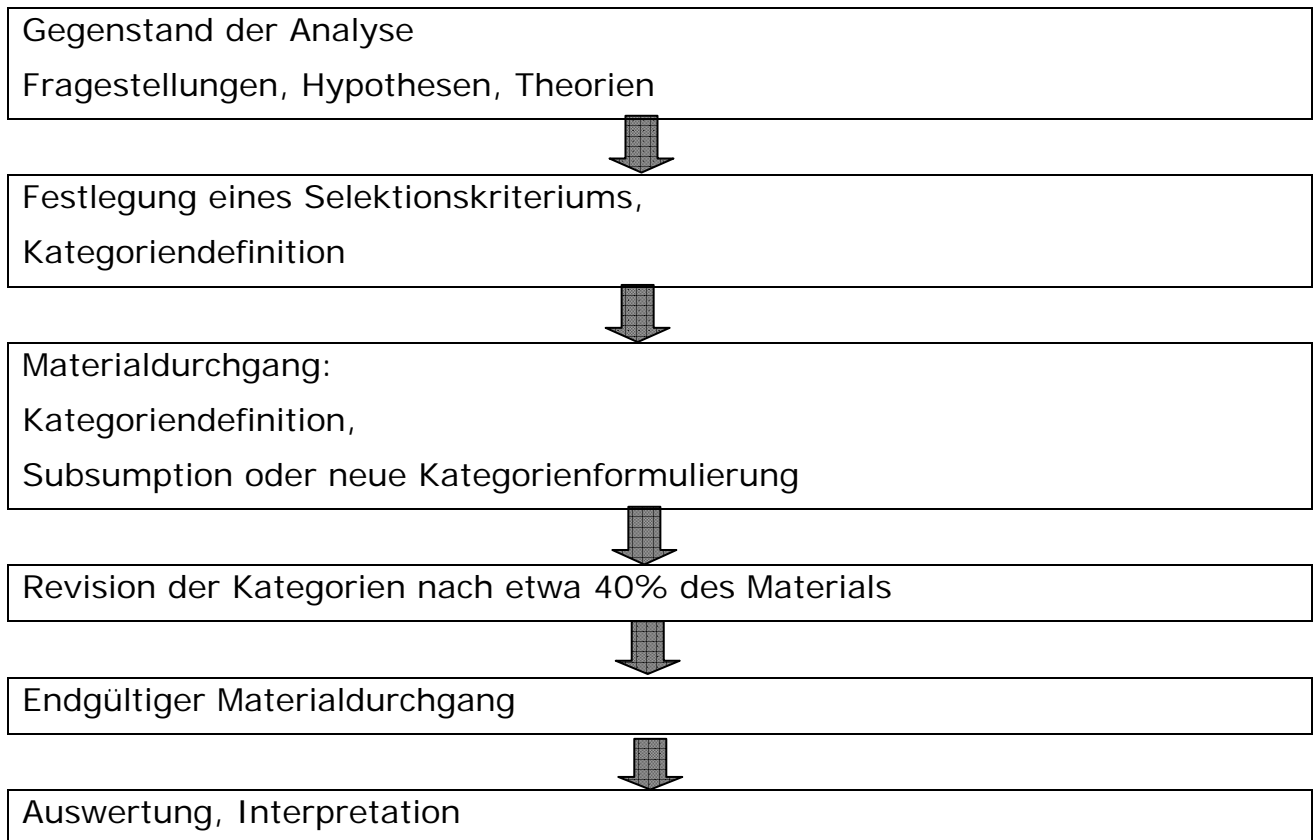 Gegenstand der Analyse
Fragestellungen, Hypothesen, Theorien
Festlegung eines Selektionskriteriums,
Kategoriendefinition
Materialdurchgang:
Kategoriendefinition,
Subsumption oder neue Kategorienformulierung
Revision der Kategorien nach etwa 40% des Materials
Endgültiger Materialdurchgang
Auswertung, Interpretation